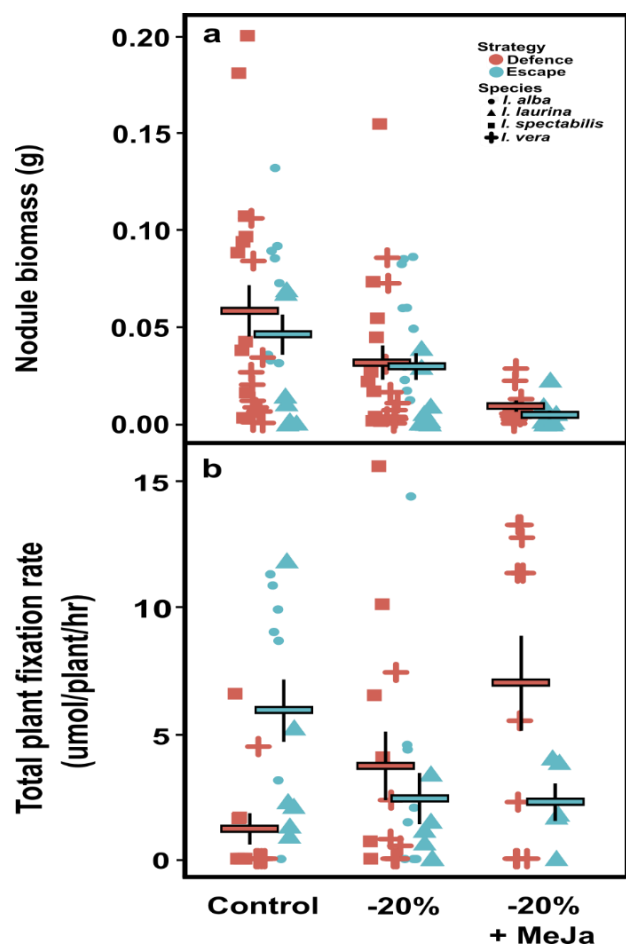 a
Strategy
Defence
Escape
Species
I. alba
I. laurina
I. spectabilis
I. vera
Nodule biomass (g)
0.20
0.15
0.10
0.05
0.00
b
Total plant fixation rate
(umol/plant/hr)
15
10
5
0
Control
-20%
-20%
+ MeJa